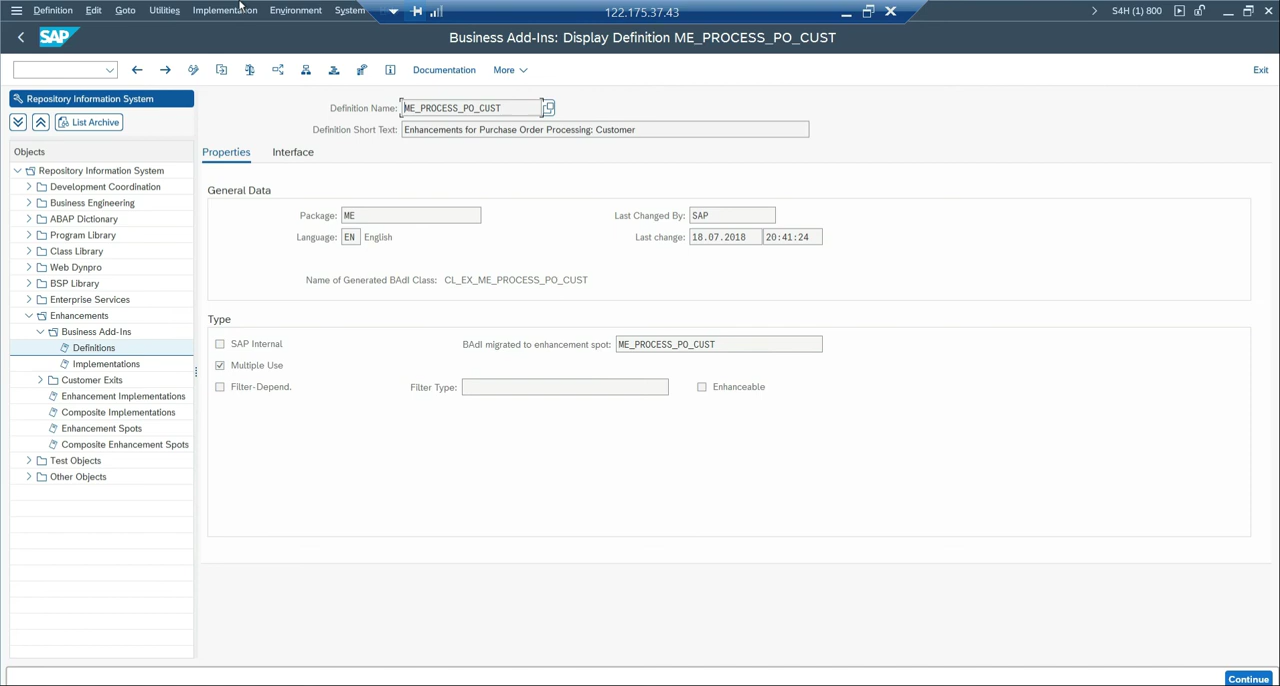 Definition Edit Goto Utilities Implementation Environment System 122.175.37.43 S4H (1) 800
SAP Business Add-Ins: Display Definition ME_PROCESS_PO_CUST
Documentation More Exit
Repository Information System
List Archive
Objects
Repository Information System
Development Coordination
Business Engineering
ABAP Dictionary
Program Library
Class Library
Web Dynpro
BSP Library
Enterprise Services
Enhancements
Business Add-Ins
Definitions
Implementations
Customer Exits
Enhancement Implementations
Composite Implementations
Enhancement Spots
Composite Enhancement Spots
Test Objects
Other Objects
Definition Name: ME_PROCESS_PO_CUST
Definition Short Text: Enhancements for Purchase Order Processing: Customer
Properties Interface
General Data
Package: ME Last Changed By: SAP
Language: EN English Last change: 18.07.2018 20:41:24
Name of Generated BAdI Class: CL_EX_ME_PROCESS_PO_CUST
Type
SAP Internal BAdI migrated to enhancement spot: ME_PROCESS_PO_CUST
Multiple Use
Filter-Depend. Filter Type: Enhanceable
Continue